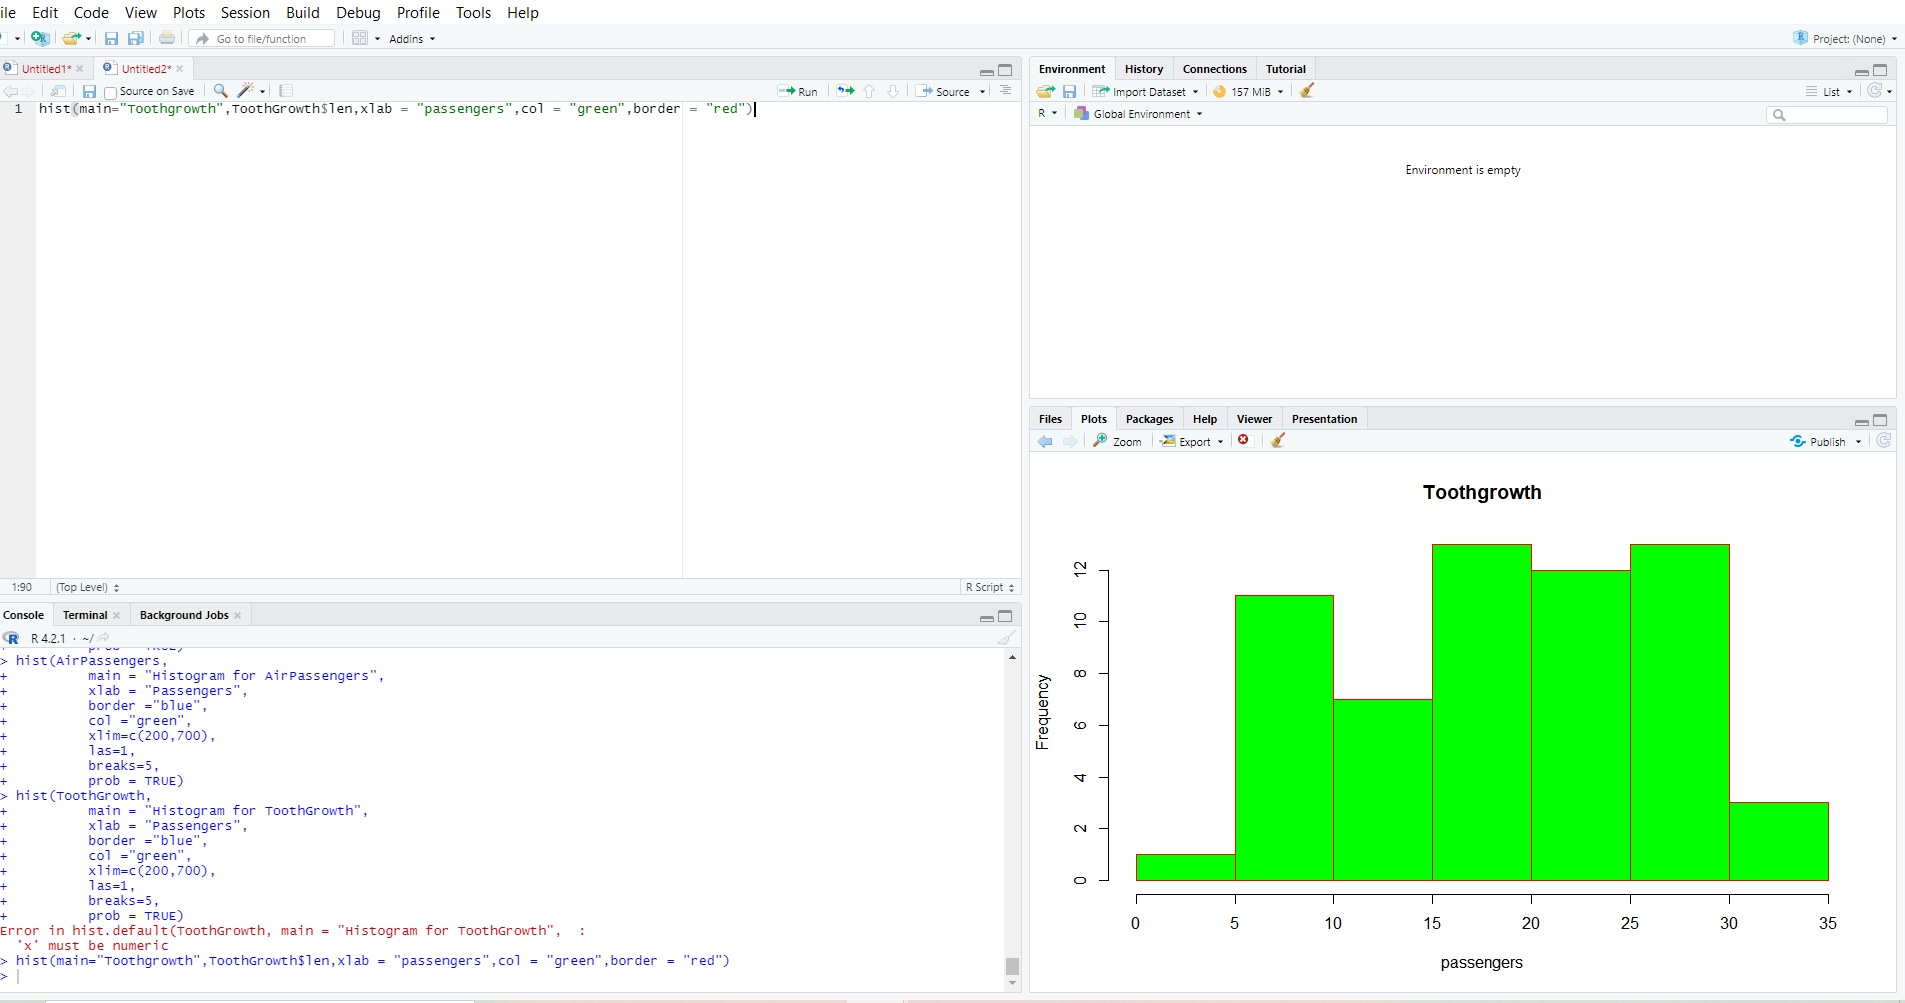 ile Edit Code View Plots Session Build Debug Profile Tools Help
Go to file/function Addins Project: (None)
Untitled1* Untitled2*
Source on Save Run Source
1 hist(main="Toothgrowth",ToothGrowth$len,xlab = "passengers",col = "green",border = "red")
1:90 (Top Level) R Script
Console Terminal Background Jobs
R 4.2.1 · ~/
+ prob = TRUE)
> hist(AirPassengers,
+ main = "Histogram for AirPassengers",
+ xlab = "Passengers",
+ border ="blue",
+ col ="green",
+ xlim=c(200,700),
+ las=1,
+ breaks=5,
+ prob = TRUE)
> hist(ToothGrowth,
+ main = "Histogram for ToothGrowth",
+ xlab = "Passengers",
+ border ="blue",
+ col ="green",
+ xlim=c(200,700),
+ las=1,
+ breaks=5,
+ prob = TRUE)
Error in hist.default(ToothGrowth, main = "Histogram for ToothGrowth", :
'x' must be numeric
> hist(main="Toothgrowth",ToothGrowth$len,xlab = "passengers",col = "green",border = "red")
>
Environment History Connections Tutorial
Import Dataset 157 MiB List
R Global Environment
Environment is empty
Files Plots Packages Help Viewer Presentation
Zoom Export Publish
Toothgrowth
Frequency
12
10
8
6
4
2
0
0 5 10 15 20 25 30 35
passengers